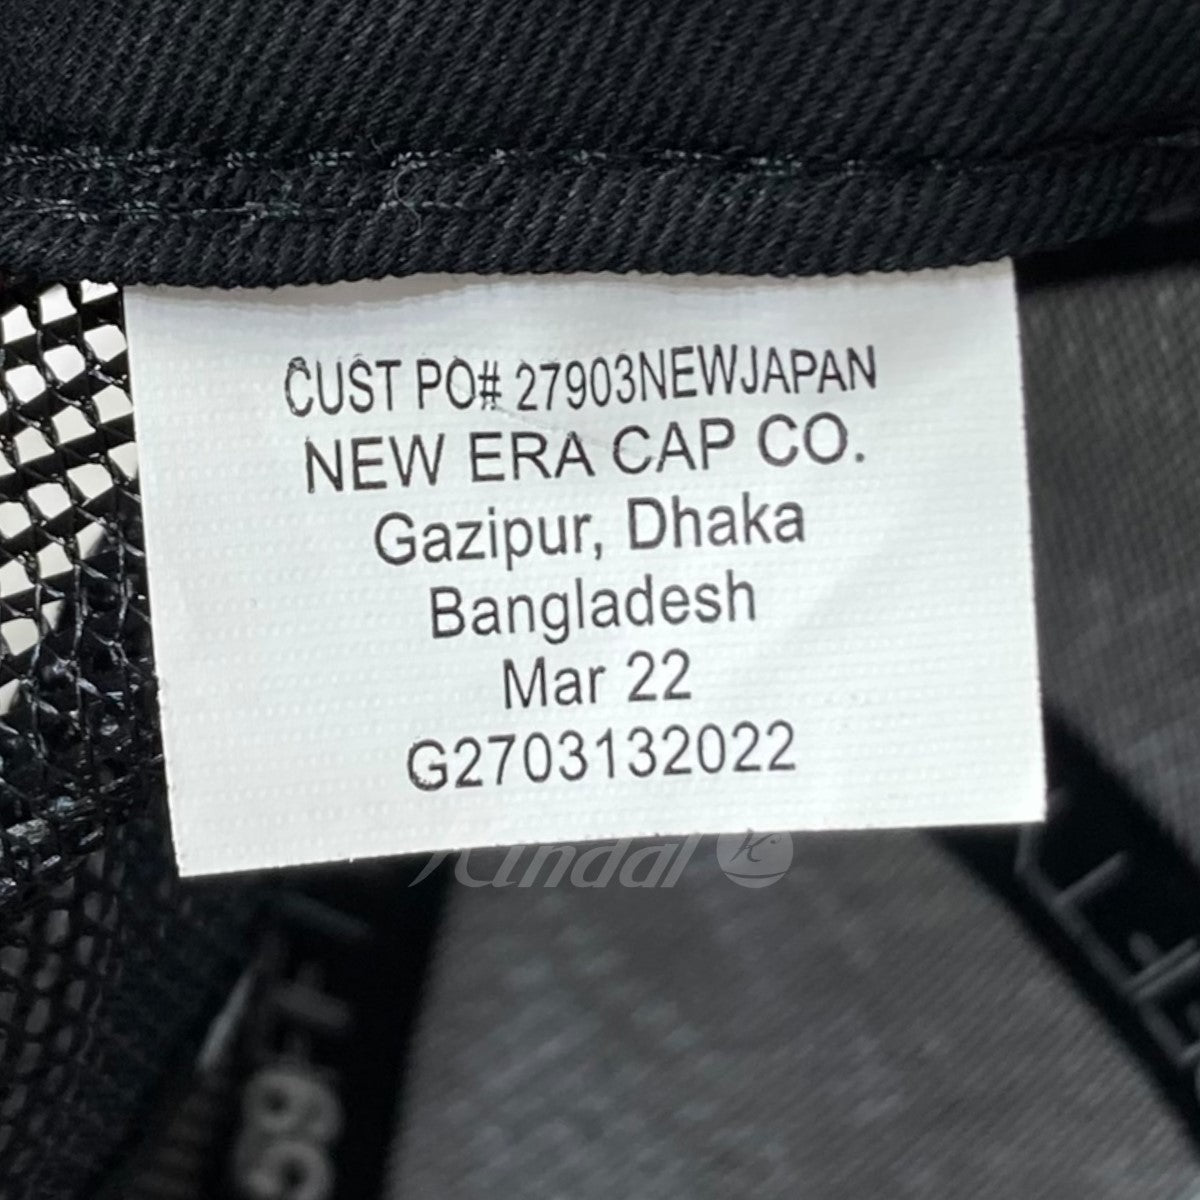 CUST PO# 27903NEWJAPAN
NEW ERA CAP CO.
Gazipur, Dhaka
Bangladesh
Mar 22
G2703132022
Kindal